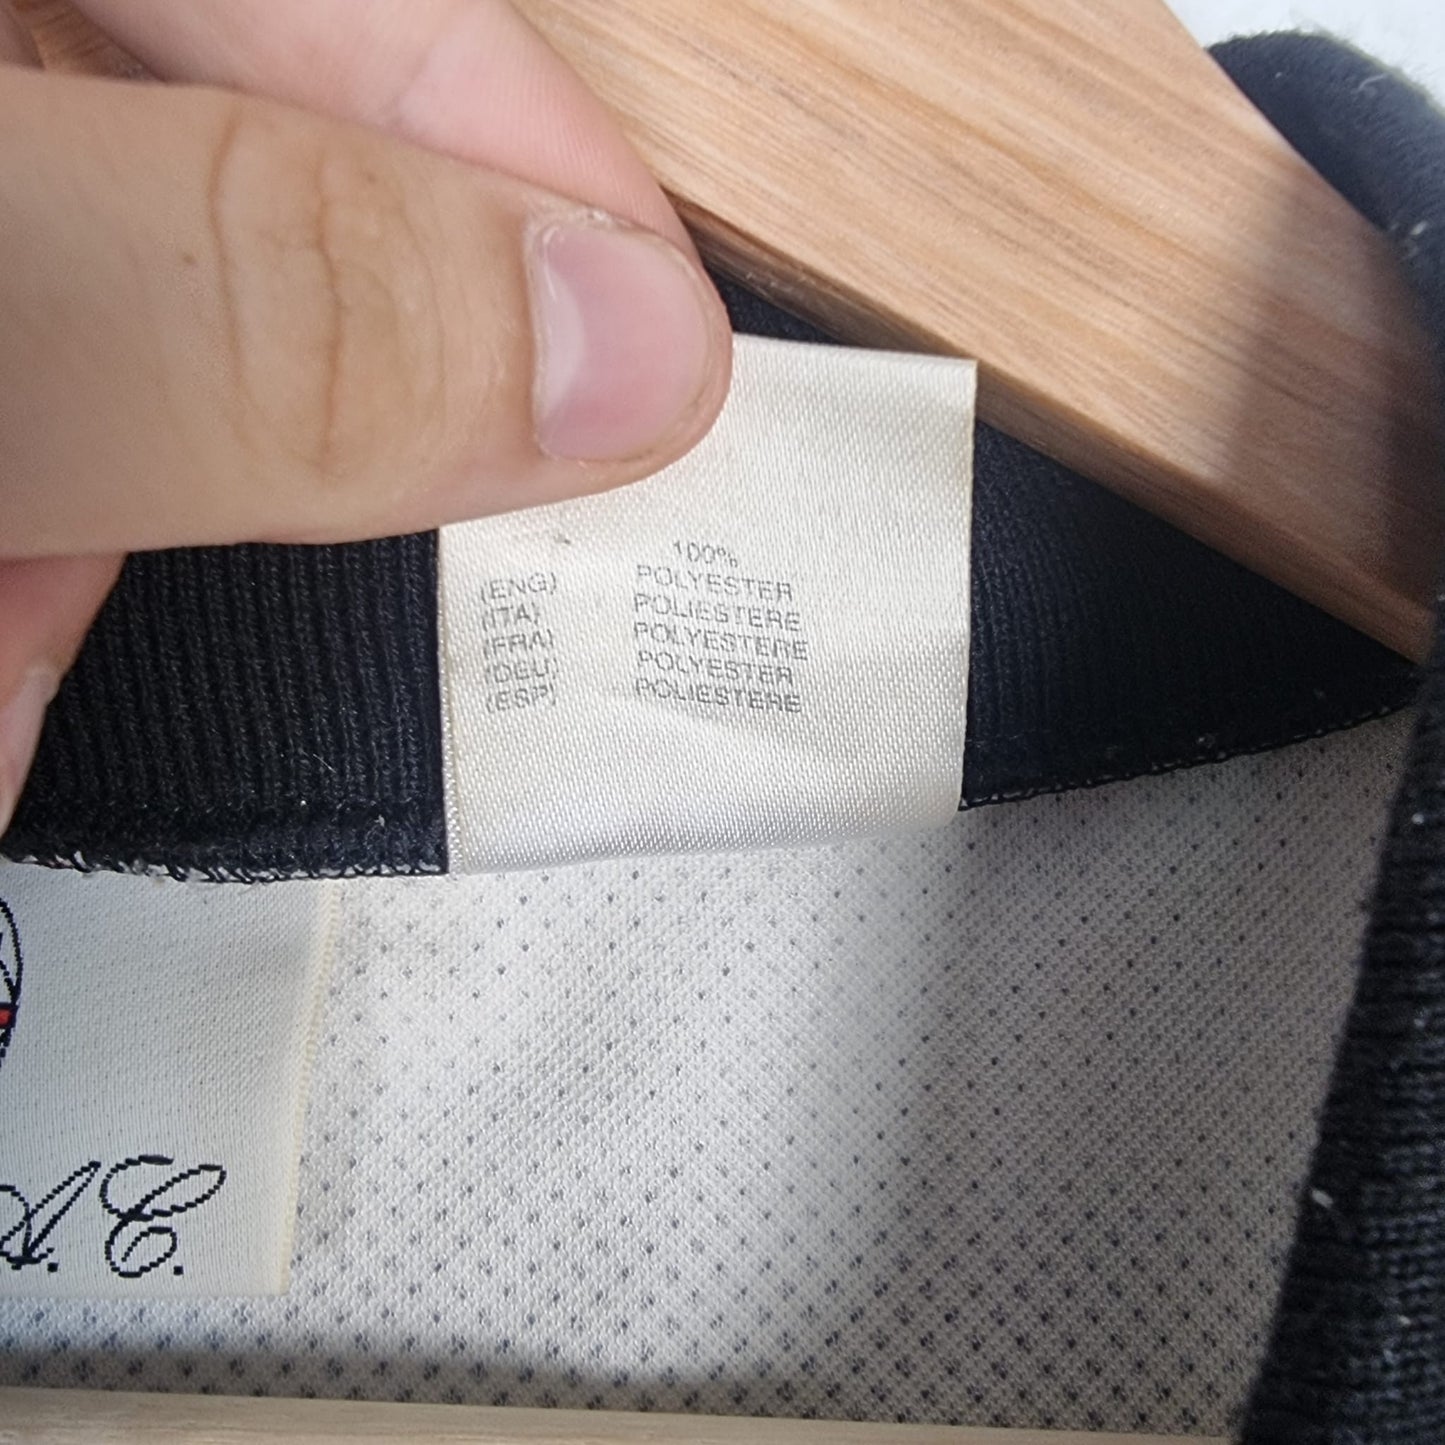 100%
(ENG) POLYESTER
(ITA) POLIESTERE
(FRA) POLYESTERE
(DEU) POLYESTER
(ESP) POLIESTERE
A.C.